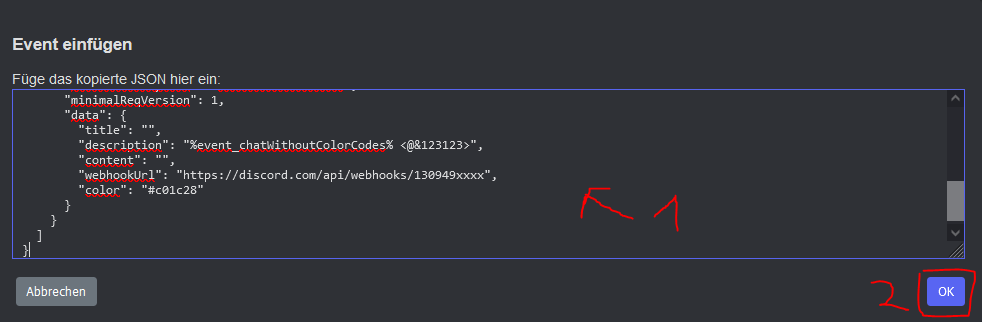 Event einfügen
Füge das kopierte JSON hier ein:
"minimalReqVersion": 1,
"data": {
"title": "",
"description": "%event_chatWithoutColorCodes% <@&123123>",
"content": "",
"webhookUrl": "https://discord.com/api/webhooks/130949xxxx",
"color": "#c01c28"
}
}
]
}
1
Abbrechen
2
OK